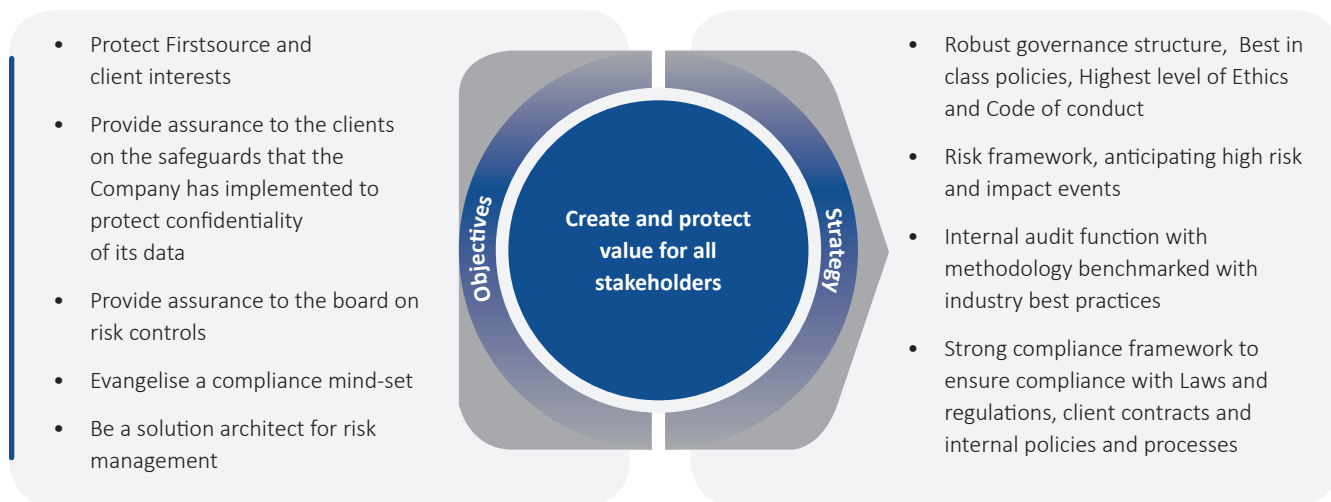 • Protect Firstsource and
client interests
• Provide assurance to the clients
on the safeguards that the
Company has implemented to
protect confidentiality
of its data
• Provide assurance to the board on
risk controls
• Evangelise a compliance mind-set
• Be a solution architect for risk
management
Objectives
Create and protect
value for all
stakeholders
Strategy
• Robust governance structure, Best in
class policies, Highest level of Ethics
and Code of conduct
• Risk framework, anticipating high risk
and impact events
• Internal audit function with
methodology benchmarked with
industry best practices
• Strong compliance framework to
ensure compliance with Laws and
regulations, client contracts and
internal policies and processes